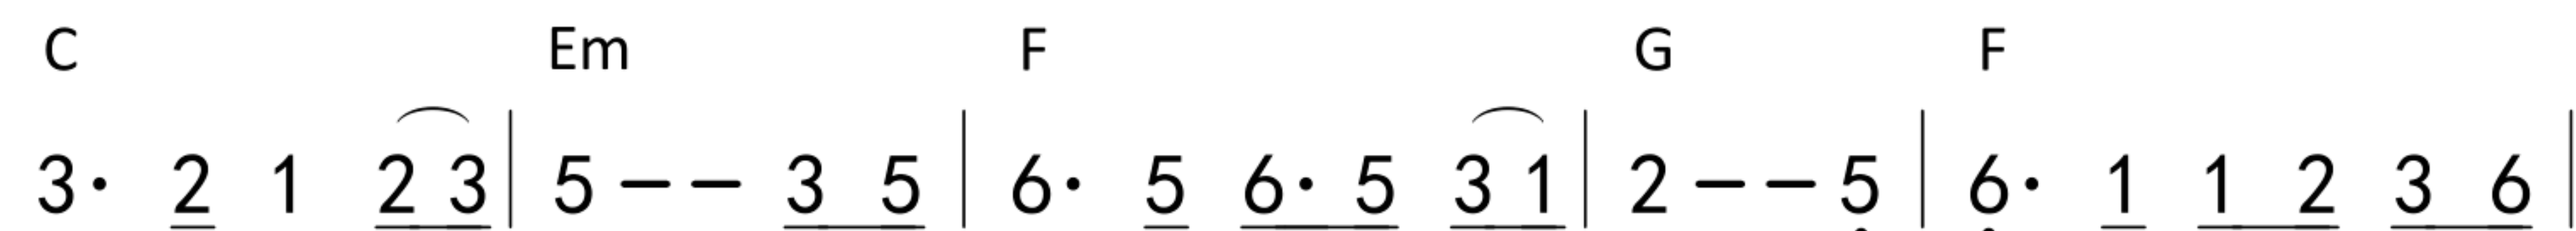 C Em F G F
3· 2 1 2 3 | 5 – – 3 5 | 6· 5 6· 5 3 1 | 2 – – 5 | 6· 1 1 2 3 6 |